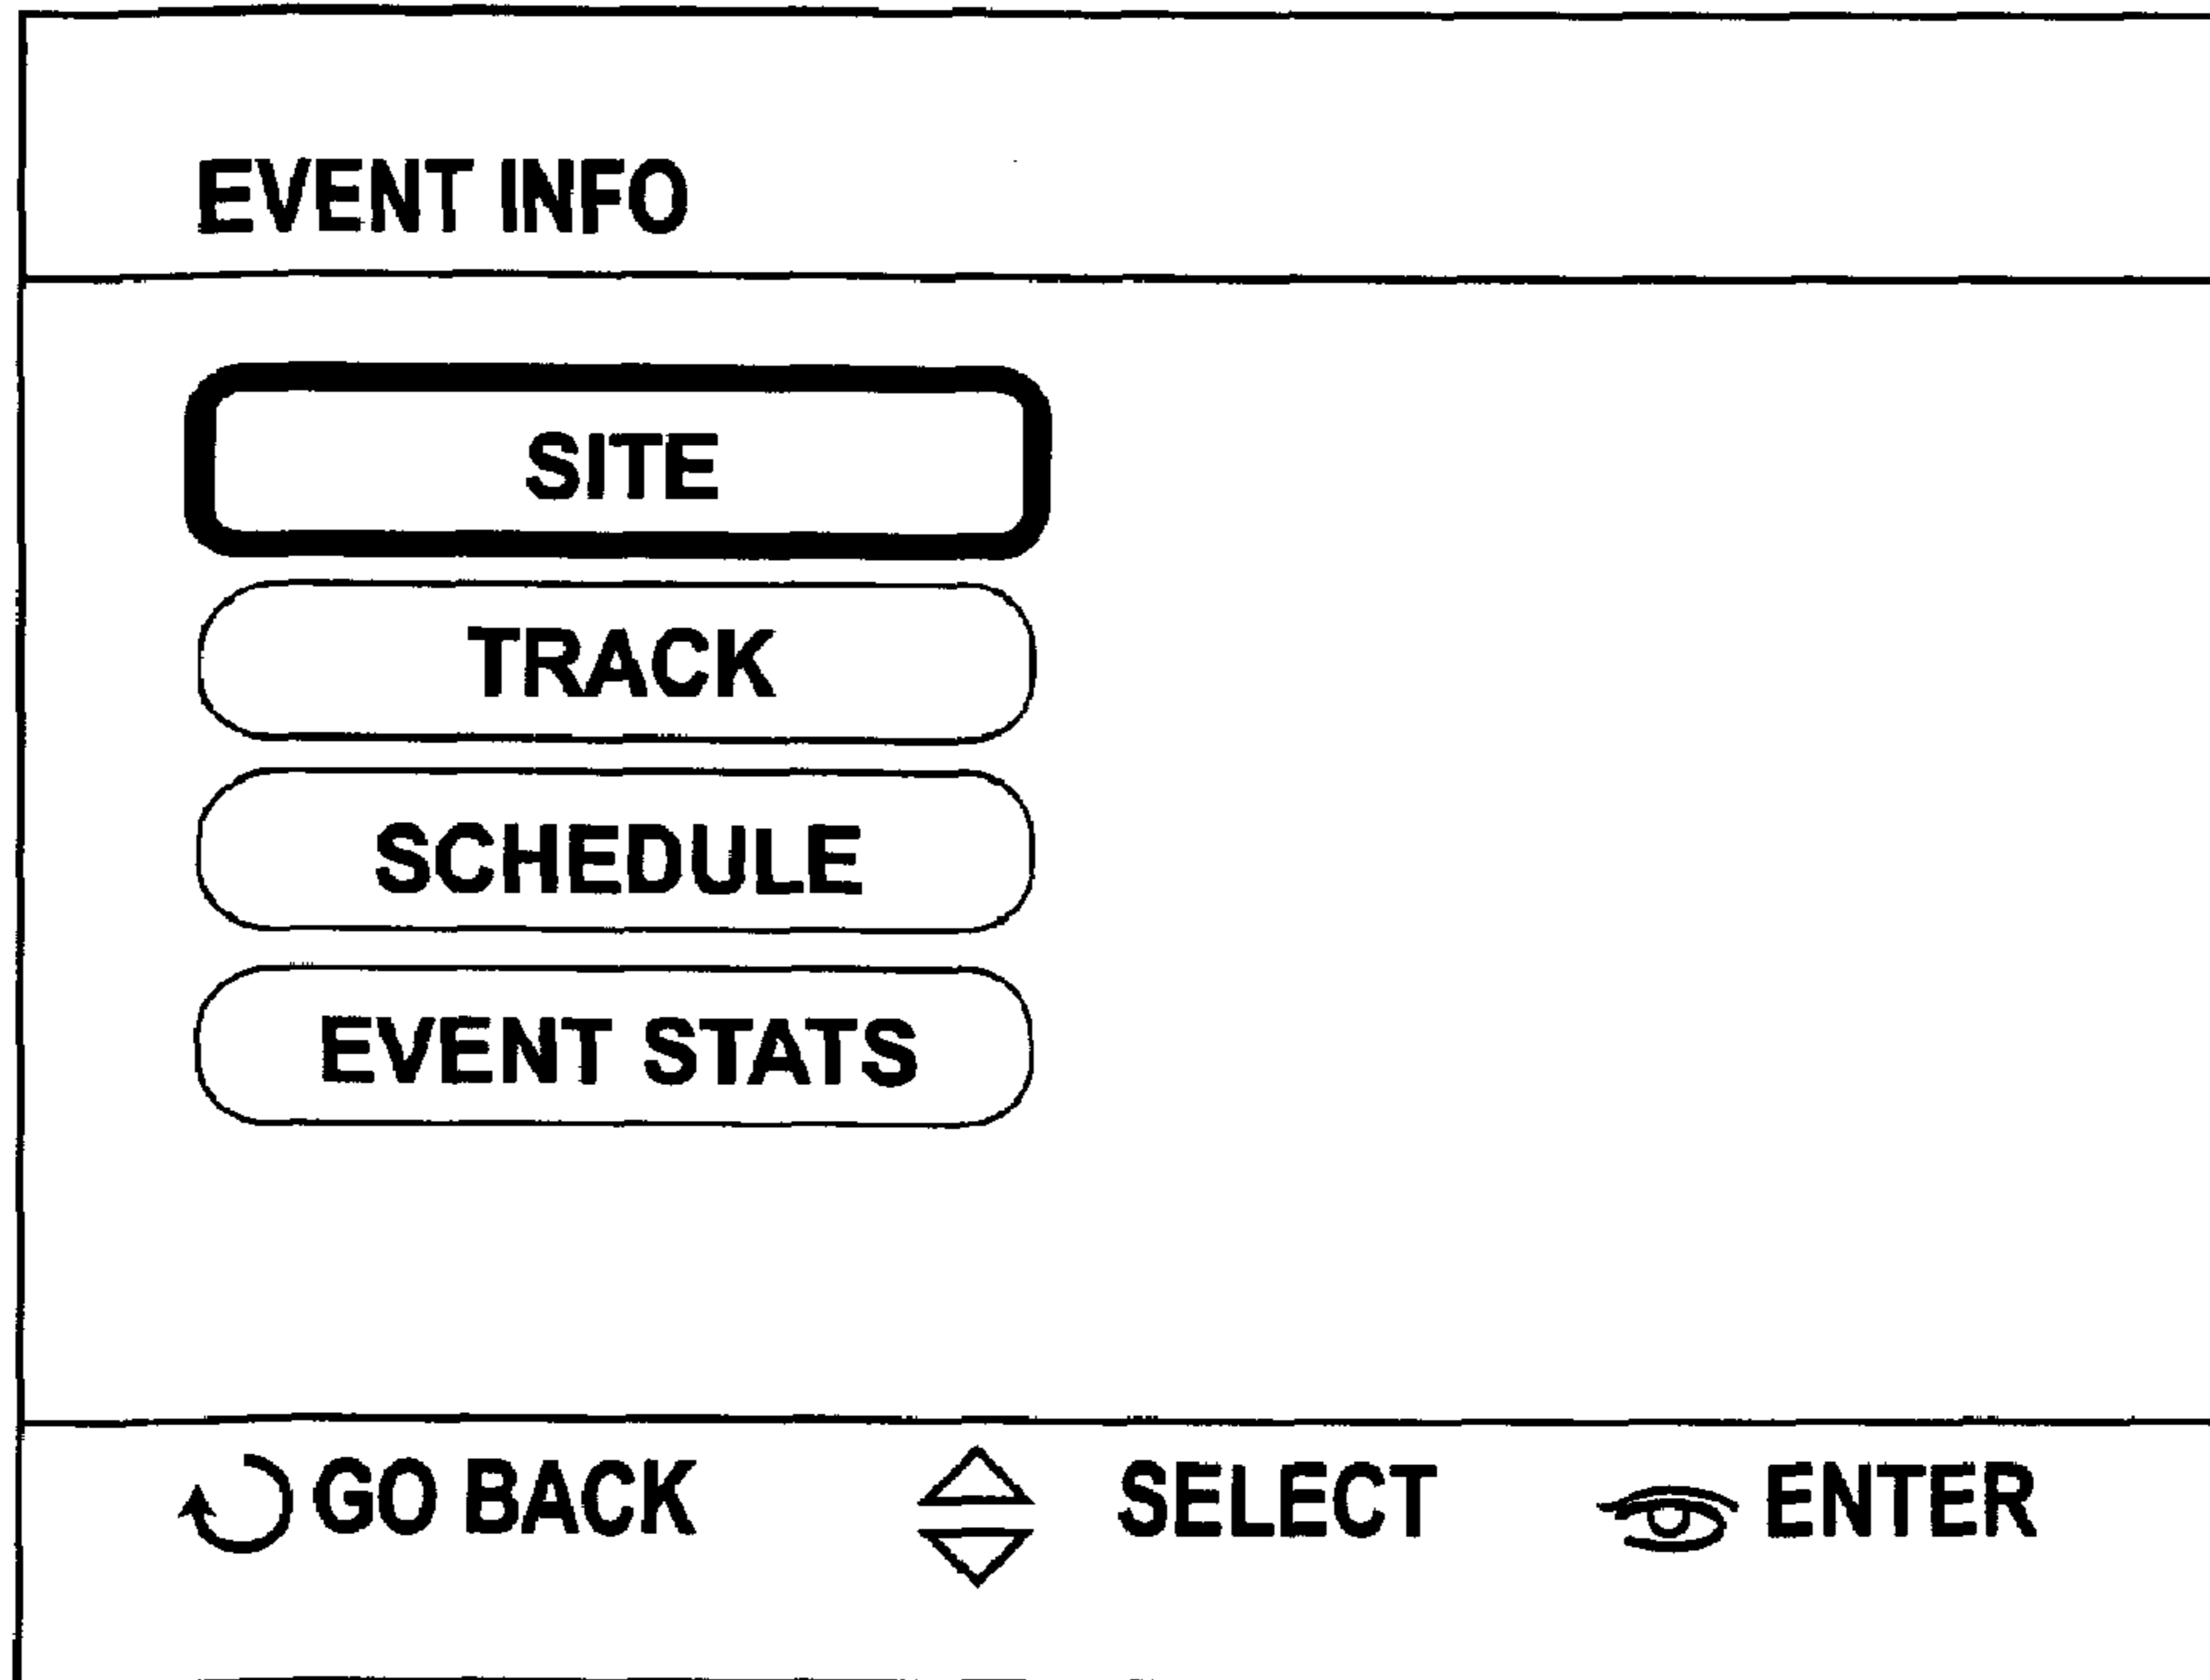 EVENT INFO
SITE
TRACK
SCHEDULE
EVENT STATS
GO BACK SELECT ENTER